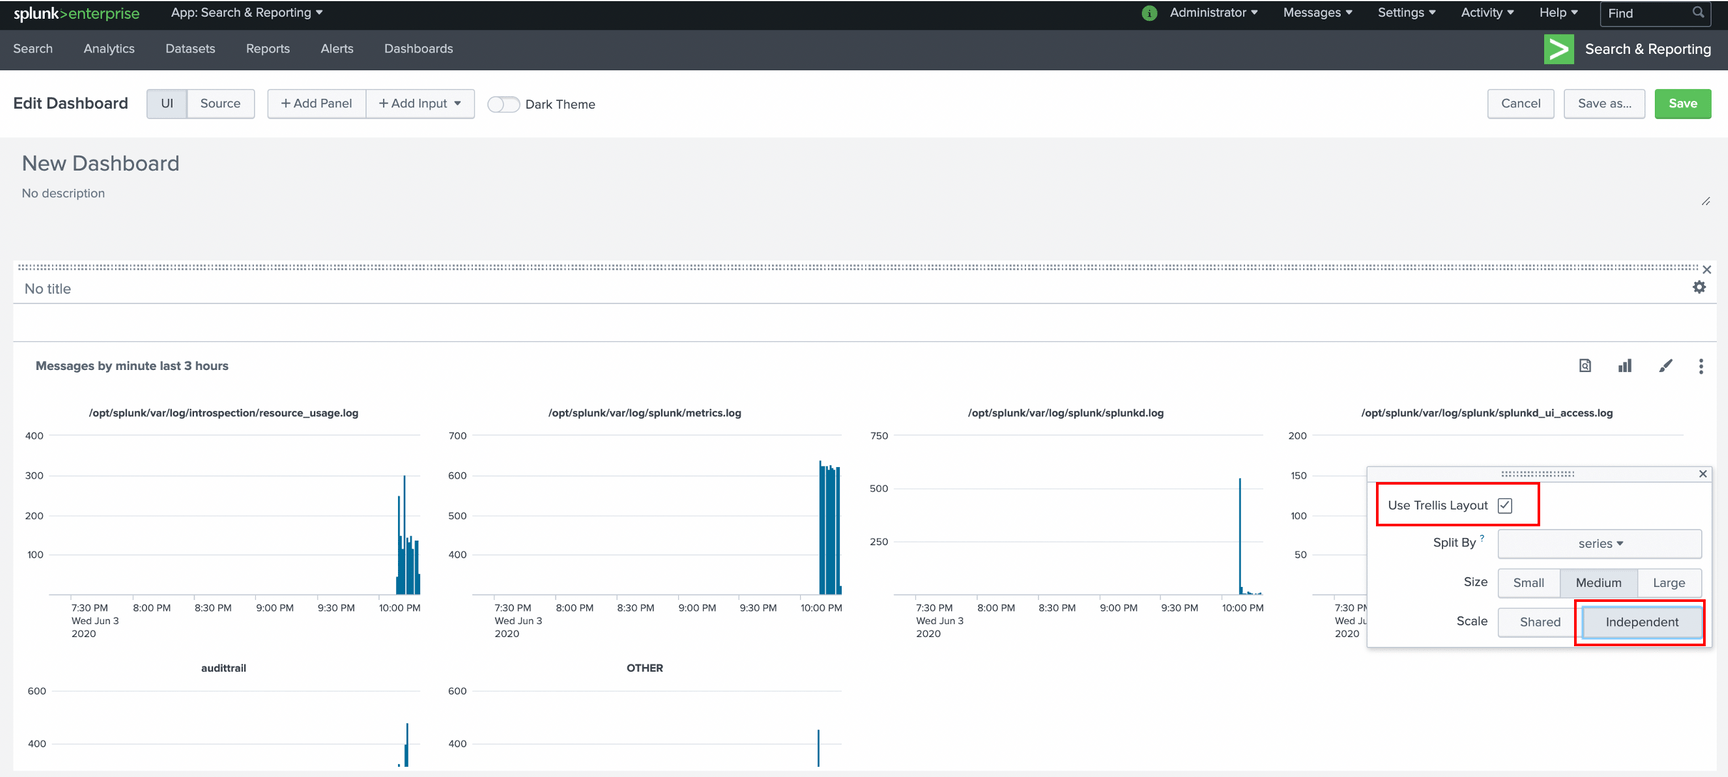 splunk>enterprise App: Search & Reporting i Administrator Messages Settings Activity Help Find
Search Analytics Datasets Reports Alerts Dashboards Search & Reporting
Edit Dashboard UI Source + Add Panel + Add Input Dark Theme Cancel Save as... Save
New Dashboard
No description
No title
Messages by minute last 3 hours
/opt/splunk/var/log/introspection/resource_usage.log
400
300
200
100
7:30 PM 8:00 PM 8:30 PM 9:00 PM 9:30 PM 10:00 PM
Wed Jun 3
2020
/opt/splunk/var/log/splunk/metrics.log
700
600
500
400
7:30 PM 8:00 PM 8:30 PM 9:00 PM 9:30 PM 10:00 PM
Wed Jun 3
2020
/opt/splunk/var/log/splunk/splunkd.log
750
500
250
7:30 PM 8:00 PM 8:30 PM 9:00 PM 9:30 PM 10:00 PM
Wed Jun 3
2020
/opt/splunk/var/log/splunk/splunkd_ui_access.log
200
150
100
50
7:30
Wed
2020
Use Trellis Layout
Split By ? series
Size Small Medium Large
Scale Shared Independent
audittrail
600
400
OTHER
600
400